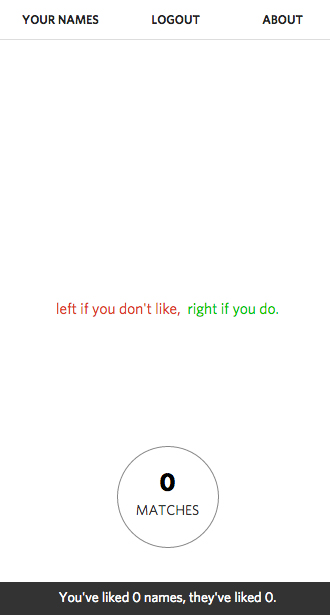 YOUR NAMES LOGOUT ABOUT
left if you don't like, right if you do.
0
MATCHES
You've liked 0 names, they've liked 0.